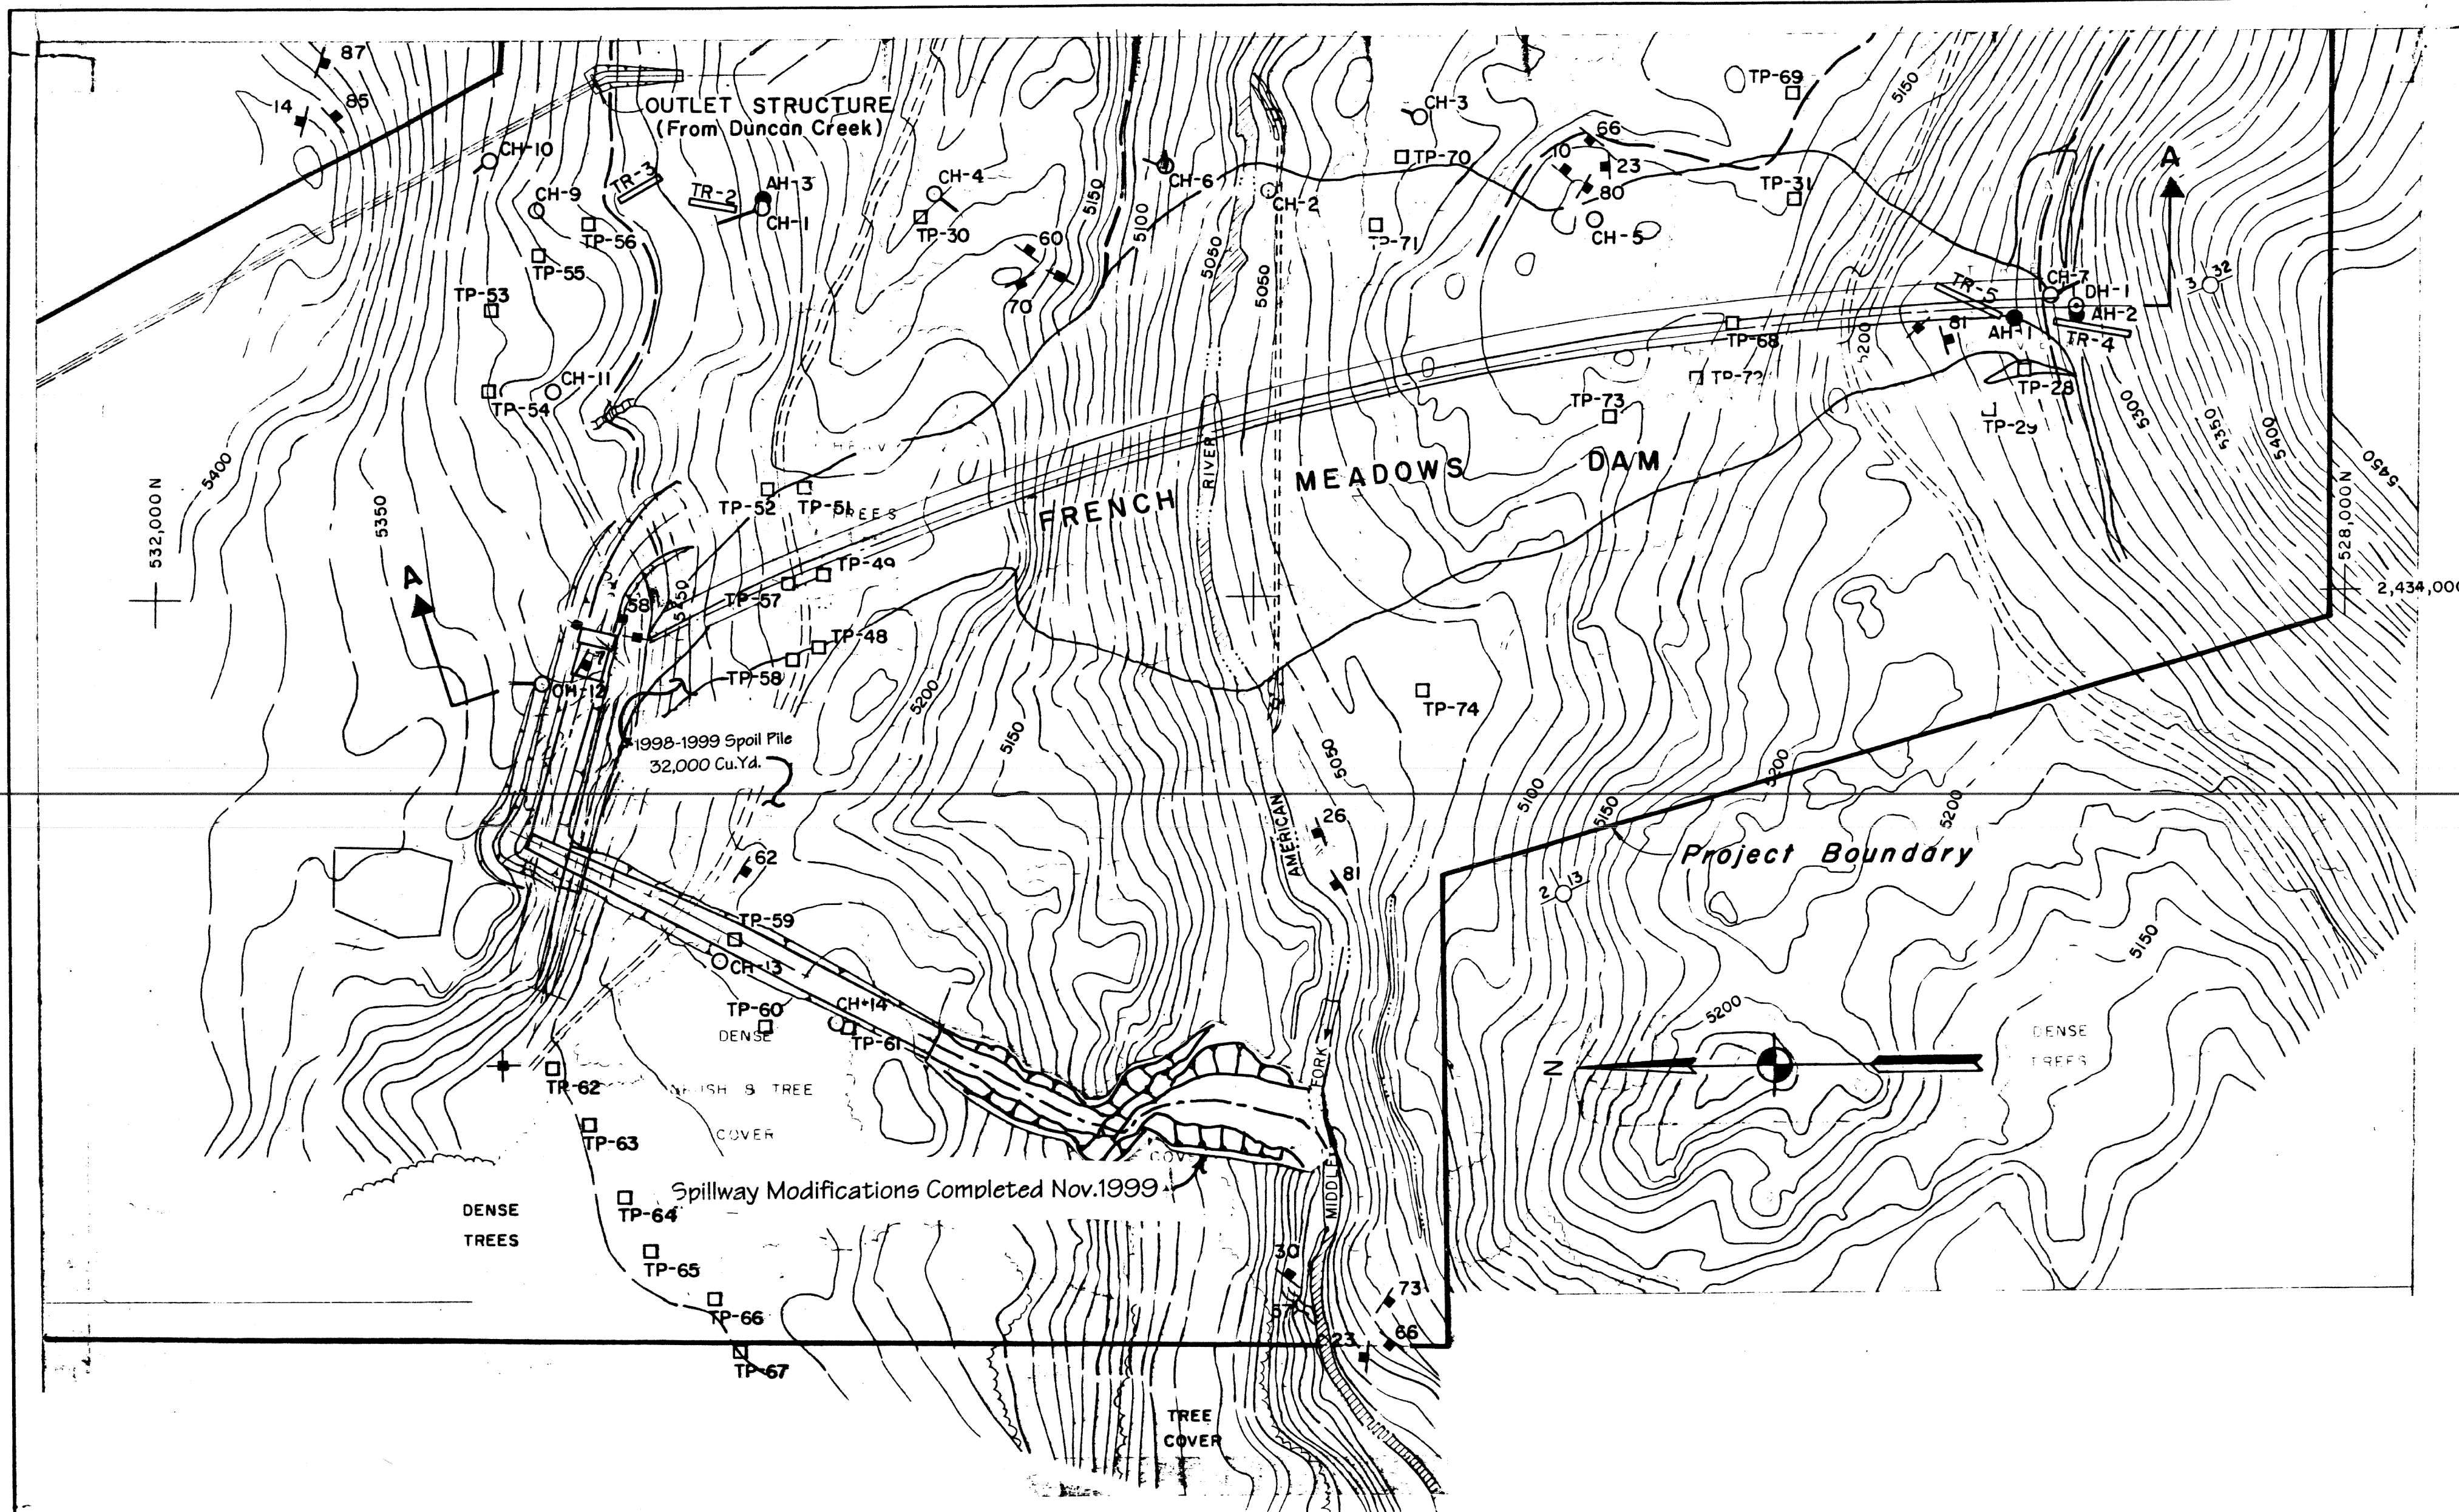 87
14
85
OUTLET STRUCTURE
(From Duncan Creek)
CH-10
CH-9
TR-3
TR-2
AH-3
CH-1
CH-4
TP-30
TP-56
TP-55
TP-53
TP-54
CH-11
60
70
5150
5100
CH-6
CH-2
5050
5050
CH-3
TP-70
TP-71
66
10
23
80
CH-5
TP-69
TP-31
5150
A
CH-7
DH-1
TR-5
AH-1
AH-2
TR-4
81
3 32
TP-68
TP-72
TP-73
5200
TP-28
TP-29
5300
5350
5400
5450
528,000N
2,434,000
5400
5350
532,000N
TP-52
TP-51
TREES
RIVER
FRENCH MEADOWS DAM
A
58
5250
TP-57
TP-49
TP-48
TP-58
CH-12
5200
5150
TP-74
1998-1999 Spoil Pile
32,000 Cu.Yd.
5050
AMERICAN
26
81
5100
5150
5200
5200
Project Boundary
2 13
62
TP-59
CH-13
TP-60
CH-14
TP-61
DENSE
BRUSH & TREE
COVER
TP-62
TP-63
TP-64
TP-65
TP-66
TP-67
DENSE
TREES
Spillway Modifications Completed Nov.1999
FORK
MIDDLE
30
57
73
66
23
TREE
COVER
N
5200
5150
DENSE
TREES